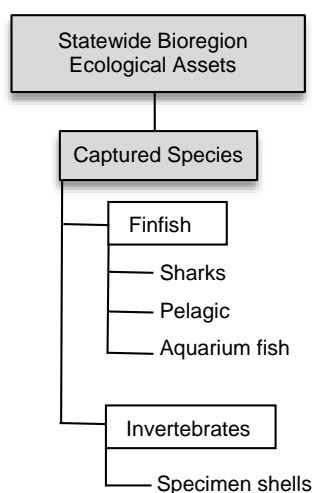 Statewide Bioregion
Ecological Assets
Captured Species
Finfish
Sharks
Pelagic
Aquarium fish
Invertebrates
Specimen shells